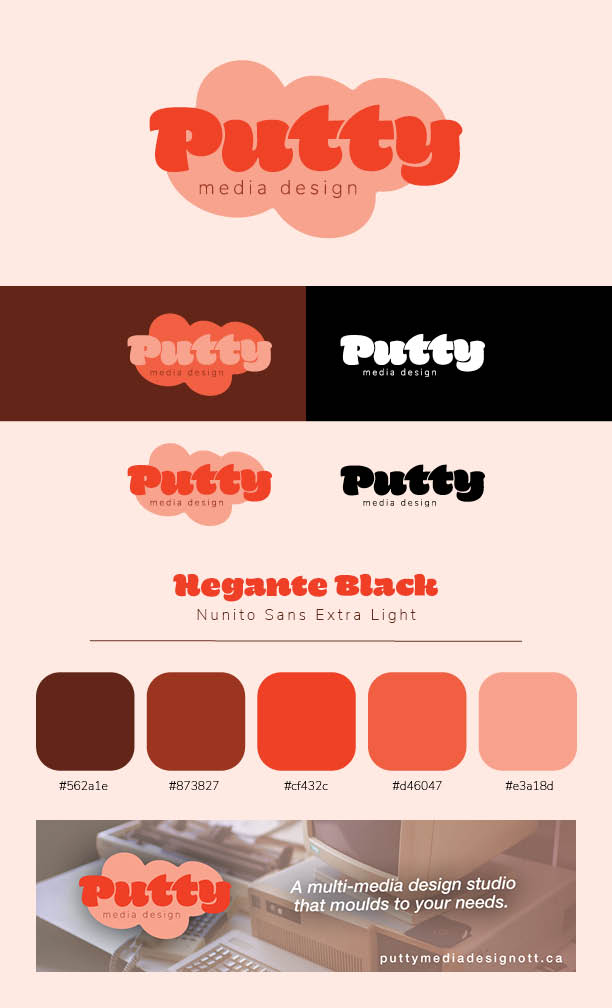 Putty
media design
Putty
media design
Putty
media design
Putty
media design
Putty
media design
Hegante Black
Nunito Sans Extra Light
#562a1e
#873827
#cf432c
#d46047
#e3a18d
Putty
media design
A multi-media design studio
that moulds to your needs.
puttymediadesignott.ca